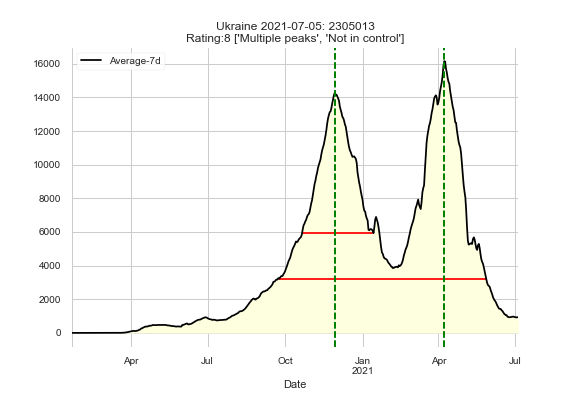 Ukraine 2021-07-05: 2305013
Rating:8 ['Multiple peaks', 'Not in control']
Average-7d
16000
14000
12000
10000
8000
6000
4000
2000
0
Apr Jul Oct Jan Apr Jul
2021
Date